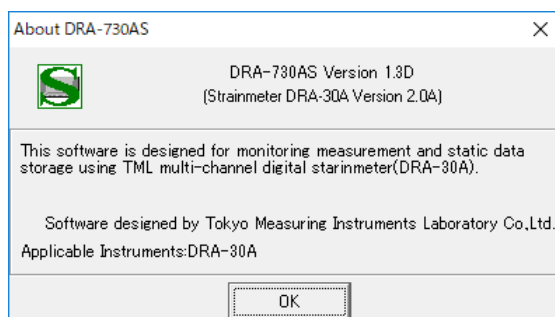 About DRA-730AS
S
DRA-730AS Version 1.3D
(Strainmeter DRA-30A Version 2.0A)
This software is designed for monitoring measurement and static data
storage using TML multi-channel digital starinmeter(DRA-30A).
Software designed by Tokyo Measuring Instruments Laboratory Co,Ltd.
Applicable Instruments:DRA-30A
OK